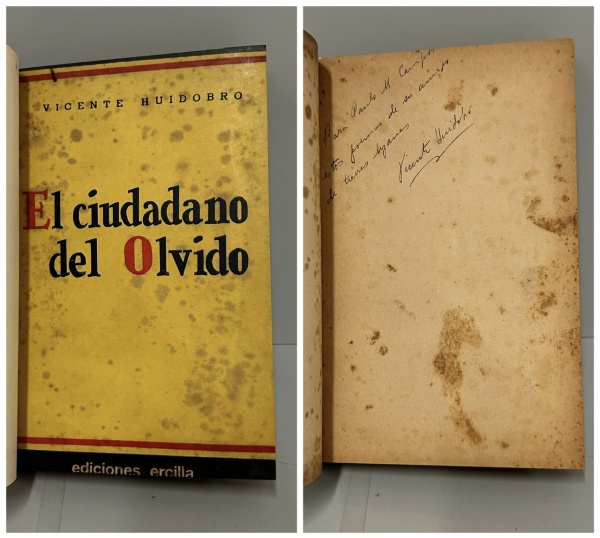 VICENTE HUIDOBRO
El ciudadano
del Olvido
ediciones ercilla
Para Paulo M. Campos
estos poemas de su amigo
de tierras lejanas
Vicente Huidobro